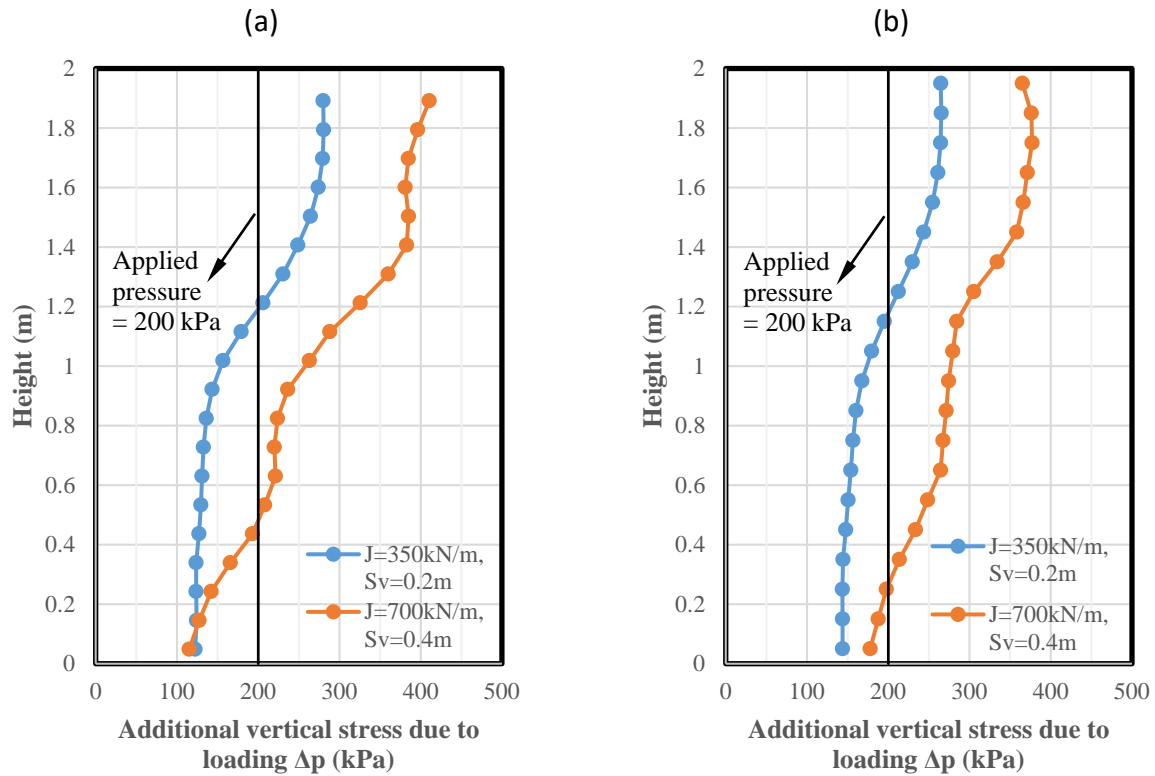 (a)
2
1.8
1.6
1.4
1.2
1
0.8
0.6
0.4
0.2
0
Height (m)
Applied
pressure
= 200 kPa
J=350kN/m,
Sv=0.2m
J=700kN/m,
Sv=0.4m
0 100 200 300 400 500
Additional vertical stress due to
loading Δp (kPa)
(b)
2
1.8
1.6
1.4
1.2
1
0.8
0.6
0.4
0.2
0
Height (m)
Applied
pressure
= 200 kPa
J=350kN/m,
Sv=0.2m
J=700kN/m,
Sv=0.4m
0 100 200 300 400 500
Additional vertical stress due to
loading Δp (kPa)